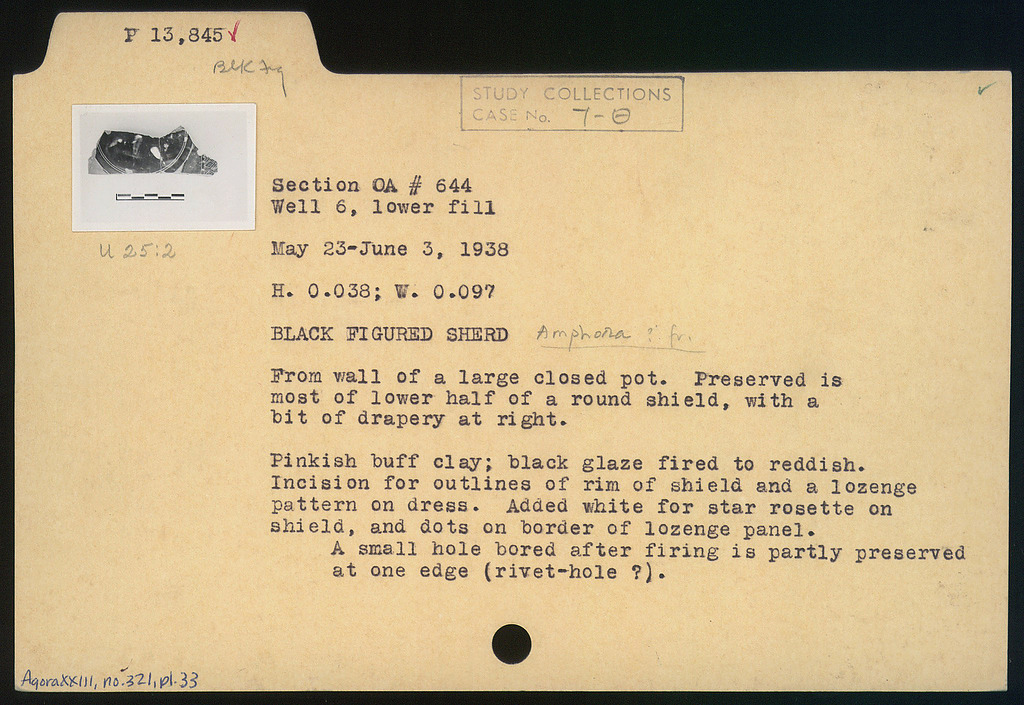 P 13,845 ✓
Blk Fig
STUDY COLLECTIONS
CASE No. 7-θ
U 25:2
Section OA # 644
Well 6, lower fill
May 23-June 3, 1938
H. 0.038; W. 0.097
BLACK FIGURED SHERD Amphora ? fr.
From wall of a large closed pot. Preserved is
most of lower half of a round shield, with a
bit of drapery at right.
Pinkish buff clay; black glaze fired to reddish.
Incision for outlines of rim of shield and a lozenge
pattern on dress. Added white for star rosette on
shield, and dots on border of lozenge panel.
A small hole bored after firing is partly preserved
at one edge (rivet-hole ?).
Agora XXIII, no. 321, pl. 33